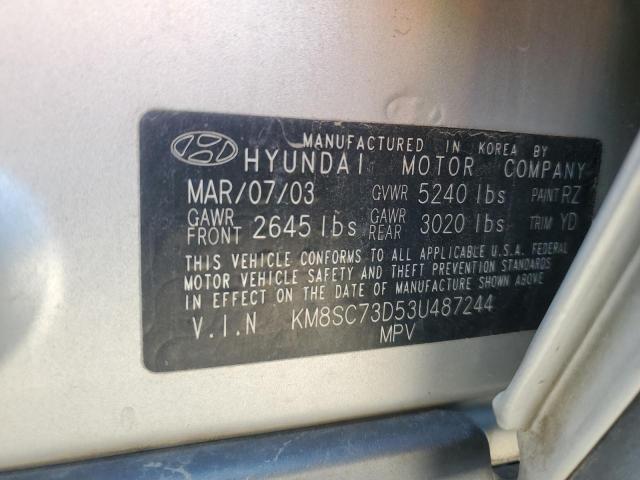 MANUFACTURED IN KOREA BY
HYUNDAI MOTOR COMPANY
MAR/07/03 GVWR 5240 lbs PAINT RZ
GAWR FRONT 2645 lbs GAWR REAR 3020 lbs TRIM YD
THIS VEHICLE CONFORMS TO ALL APPLICABLE U.S.A. FEDERAL
MOTOR VEHICLE SAFETY AND THEFT PREVENTION STANDARDS
IN EFFECT ON THE DATE OF MANUFACTURE SHOWN ABOVE.
V.I.N KM8SC73D53U487244
MPV